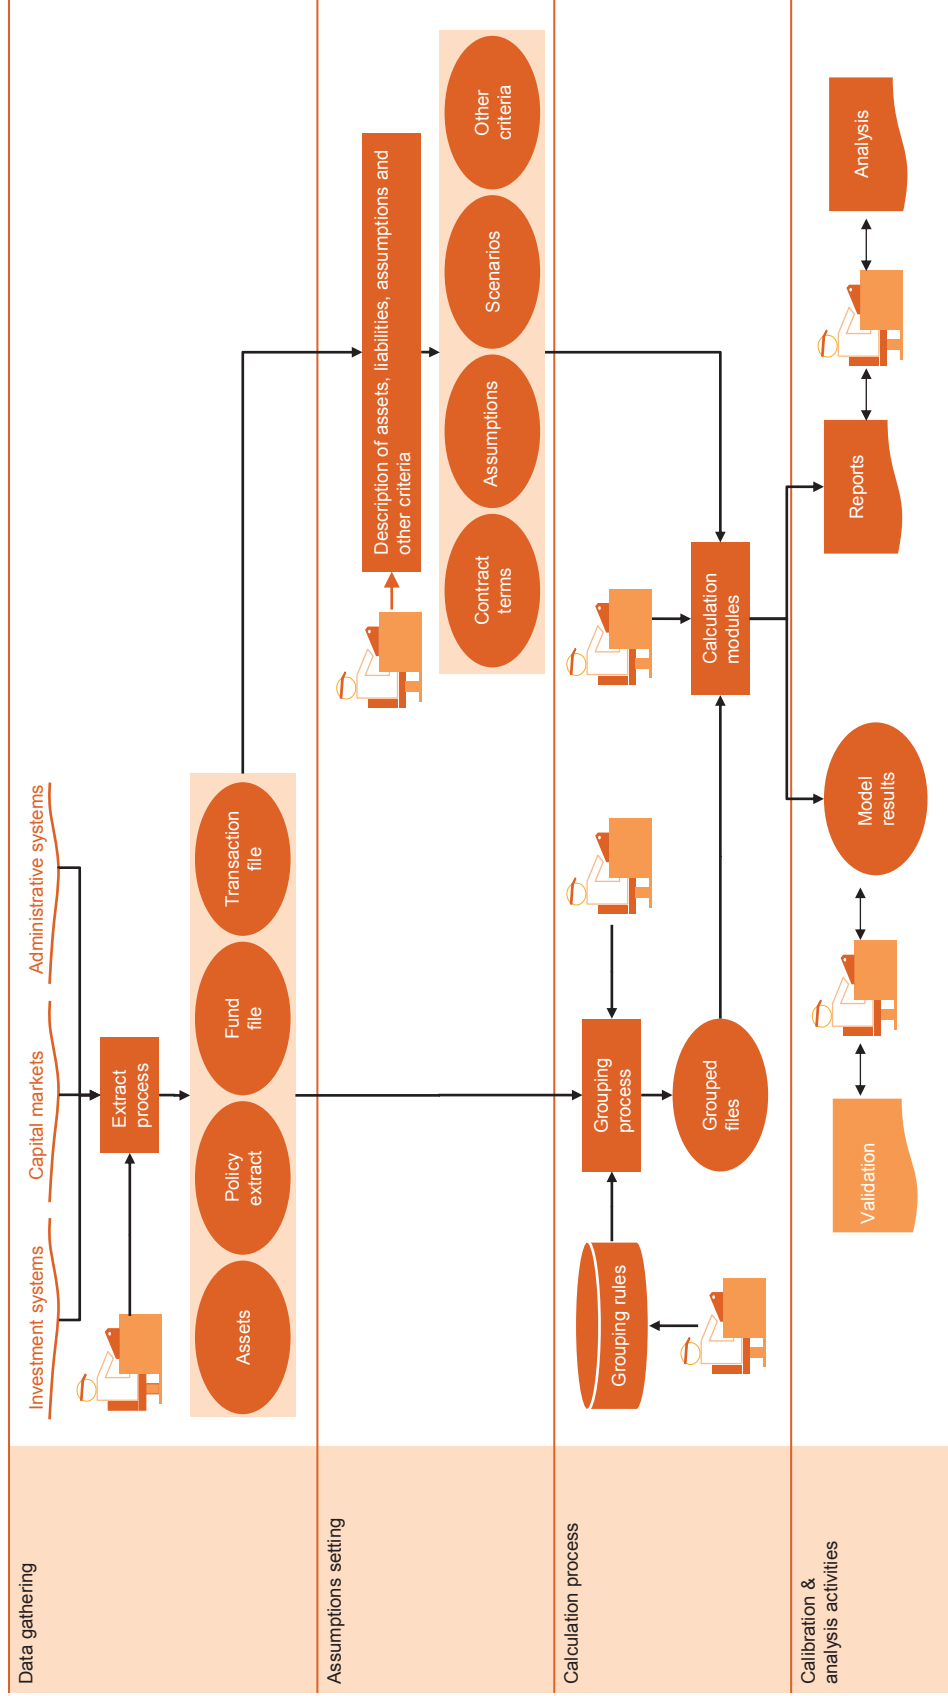 Data gathering
Investment systems
Capital markets
Administrative systems
Extract
process
Assets
Policy
extract
Fund
file
Transaction
file
Assumptions setting
Description of assets, liabilities, assumptions and
other criteria
Contract
terms
Assumptions
Scenarios
Other
criteria
Calculation process
Grouping rules
Grouping
process
Grouped
files
Calculation
modules
Calibration &
analysis activities
Validation
Model
results
Reports
Analysis